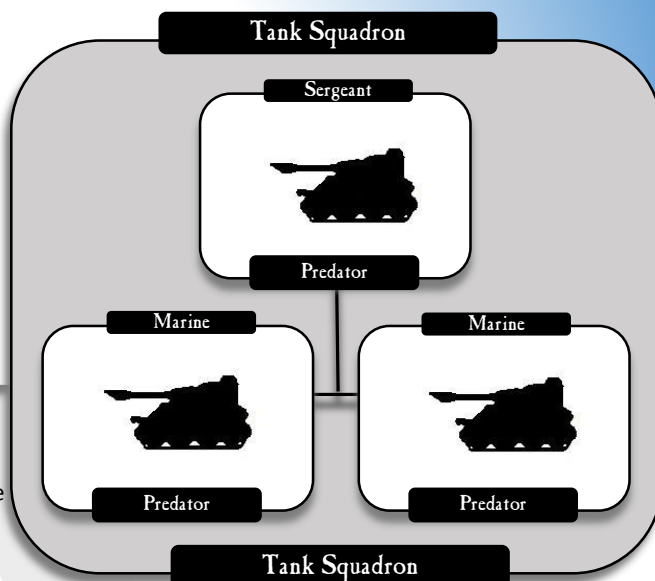 Tank Squadron
Sergeant
Predator
Marine
Marine
Predator
Predator
e
Tank Squadron